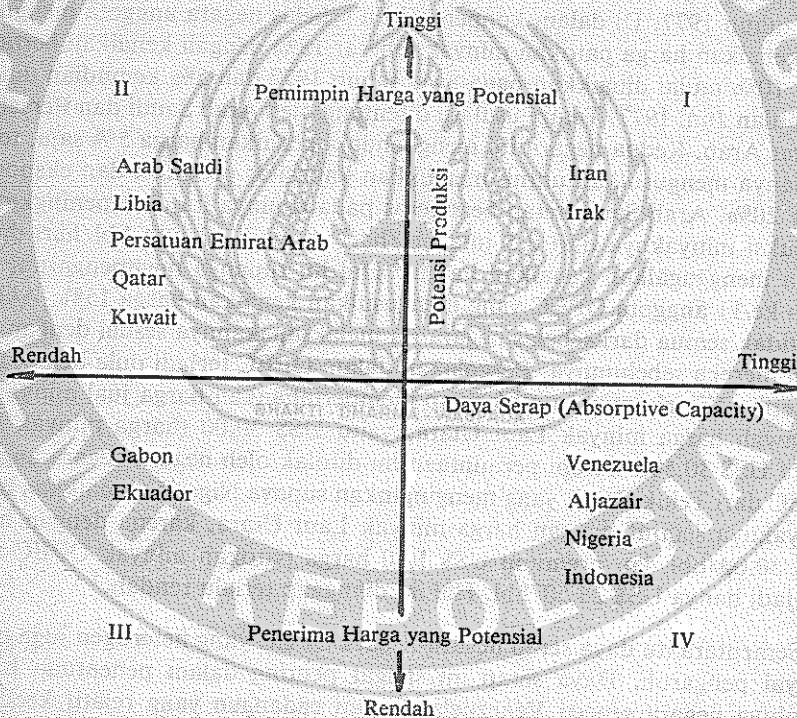 Tinggi
II Pemimpin Harga yang Potensial I
Arab Saudi
Libia
Persatuan Emirat Arab
Qatar
Kuwait
Potensi Produksi
Iran
Irak
Rendah Tinggi
Daya Serap (Absorptive Capacity)
Gabon
Ekuador
Venezuela
Aljazair
Nigeria
Indonesia
III Penerima Harga yang Potensial IV
Rendah
KEPOLISIAN